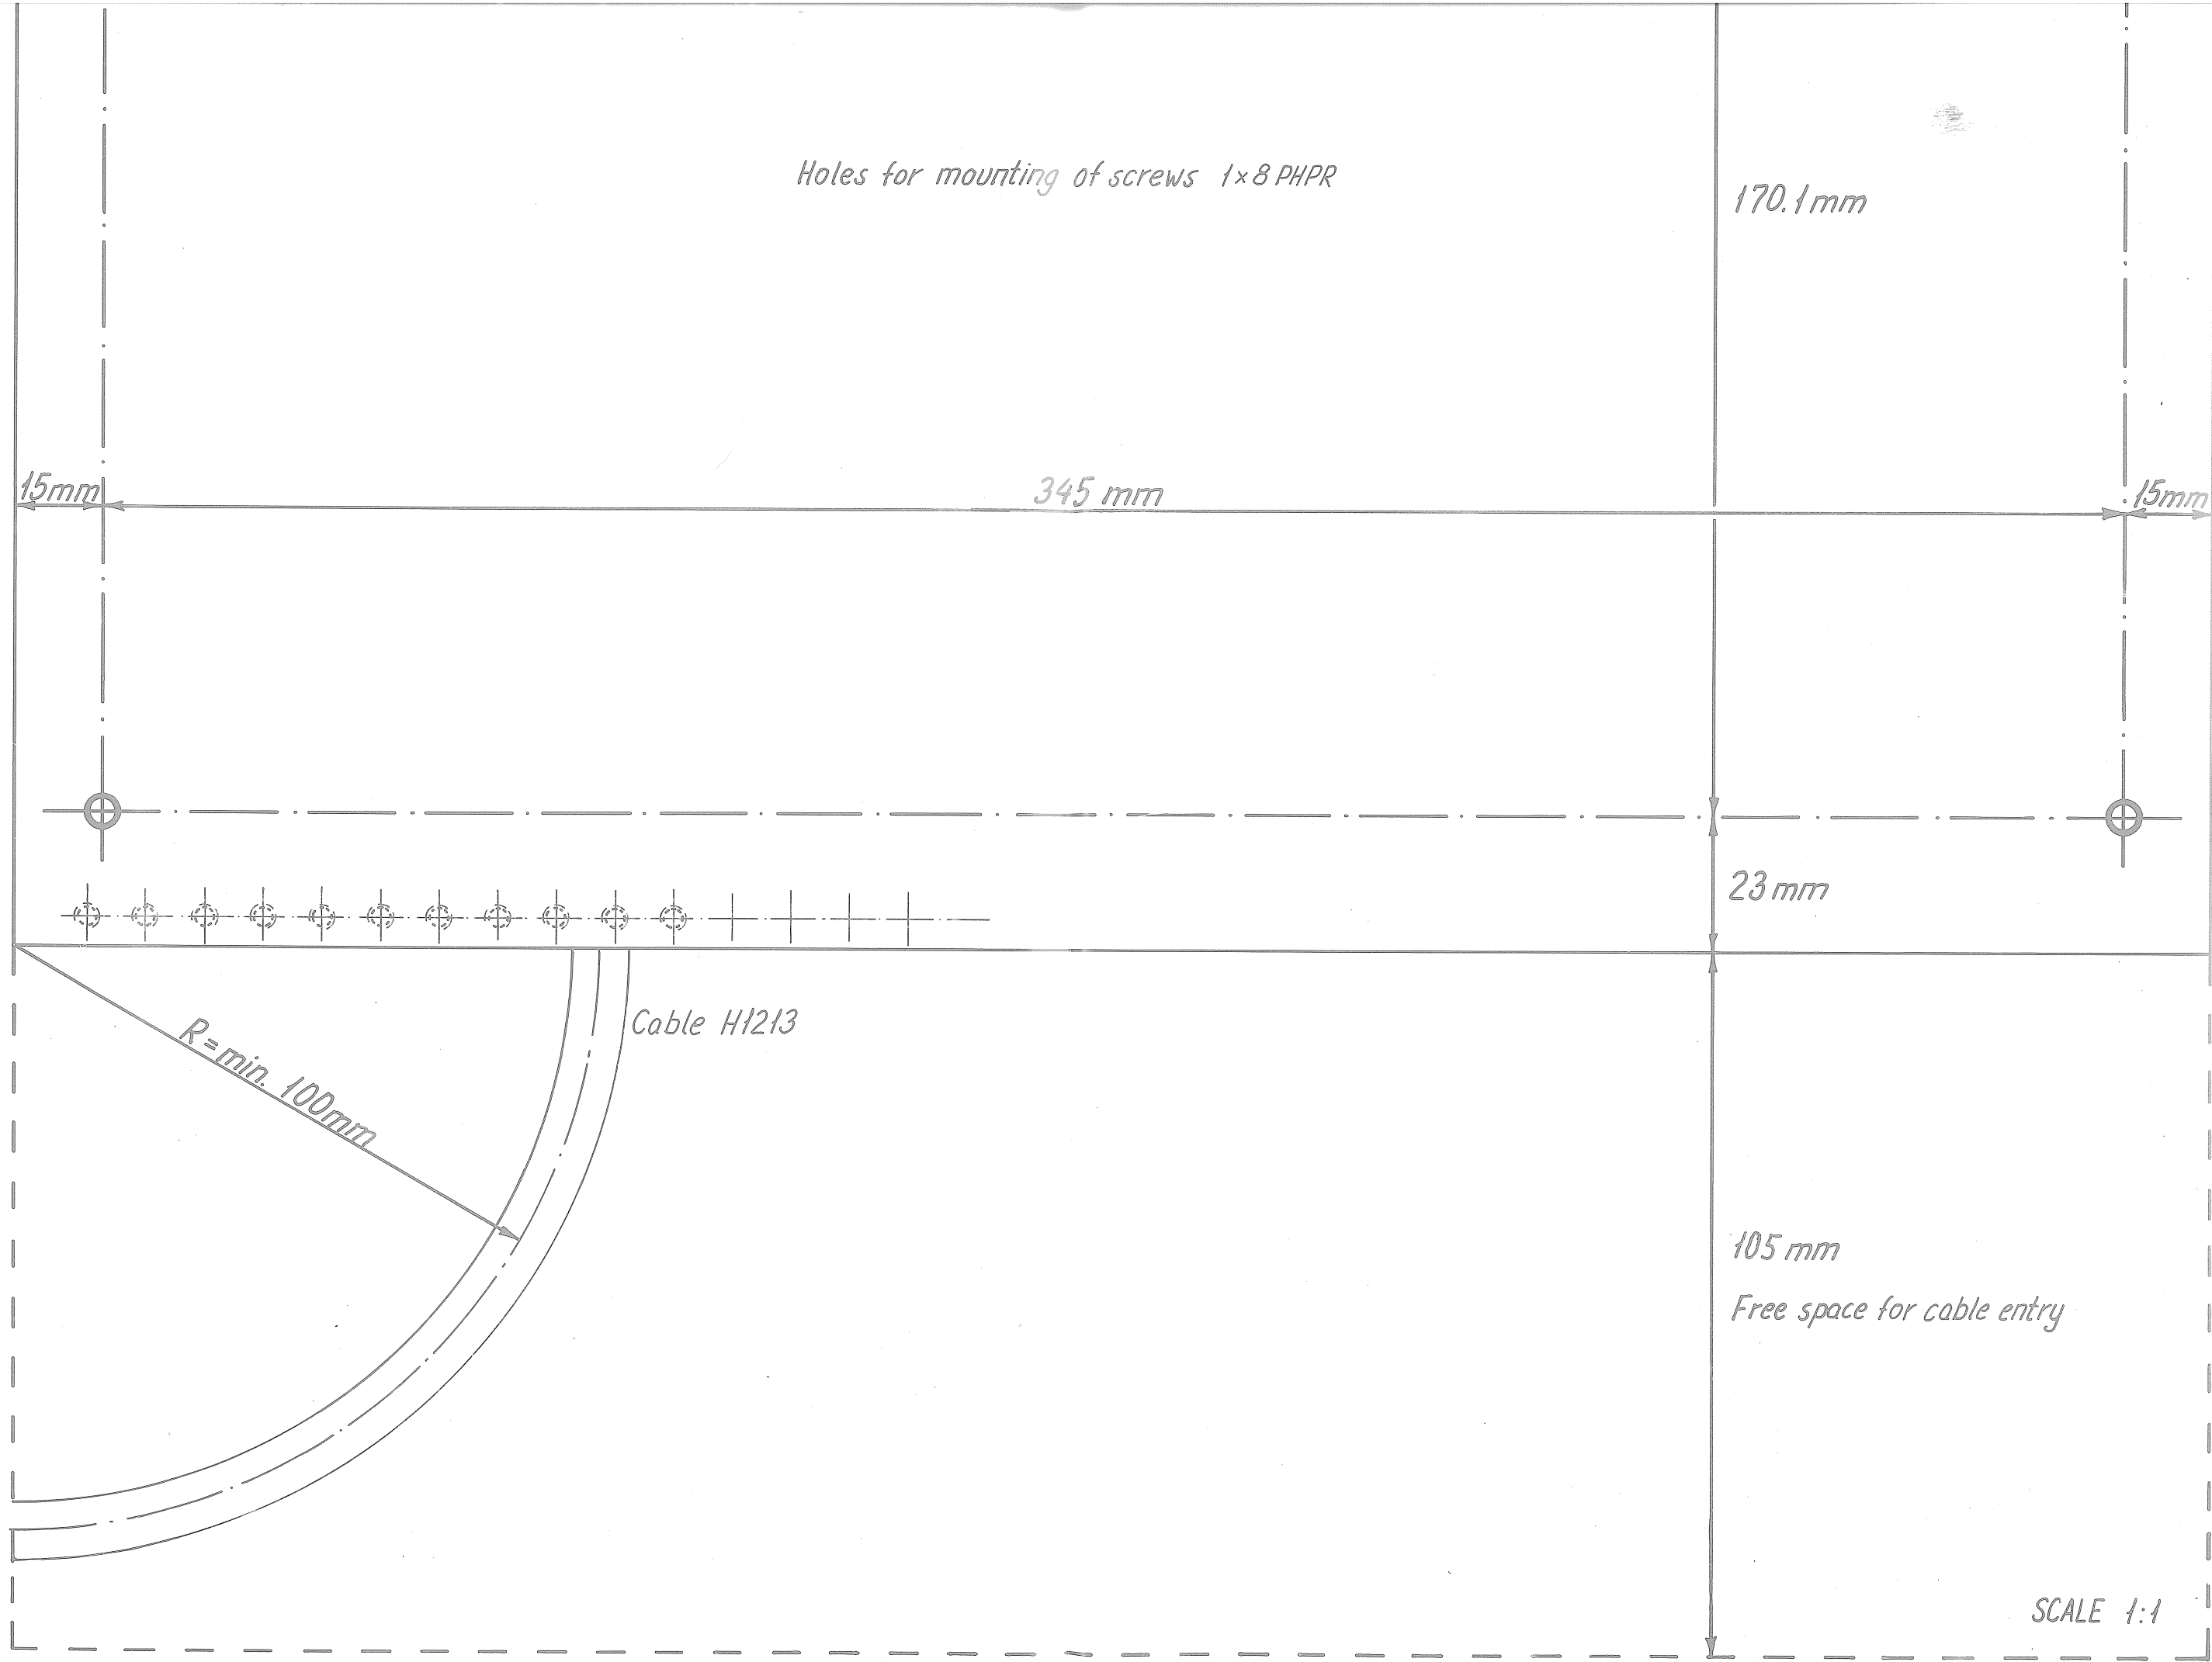 Holes for mounting of screws 1×8 PHPR
170.1mm
15mm
345 mm
15mm
23mm
Cable H1213
R=min. 100mm
105 mm
Free space for cable entry
SCALE 1:1